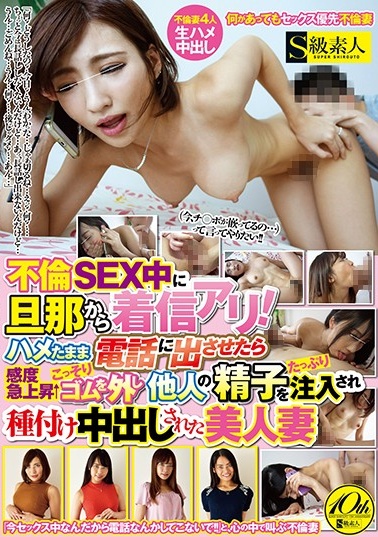 不倫妻4人
生ハメ
中出し
何があってもセックス優先不倫妻
S級素人
SUPER SHIROUTO
(今、チ〇ポが嵌ってるの…)
って言ってやりたい!!
不倫SEX中に
旦那から着信アリ!
ハメたまま電話に出させたら
感度
急上昇↑
こっそり
ゴムを外し
他人の精子を
たっぷり
注入され
種付け中出しされた美人妻
10th
S級素人
「今セックス中なんだから電話なんかしてこないで!!」と、心の中で叫ぶ不倫妻